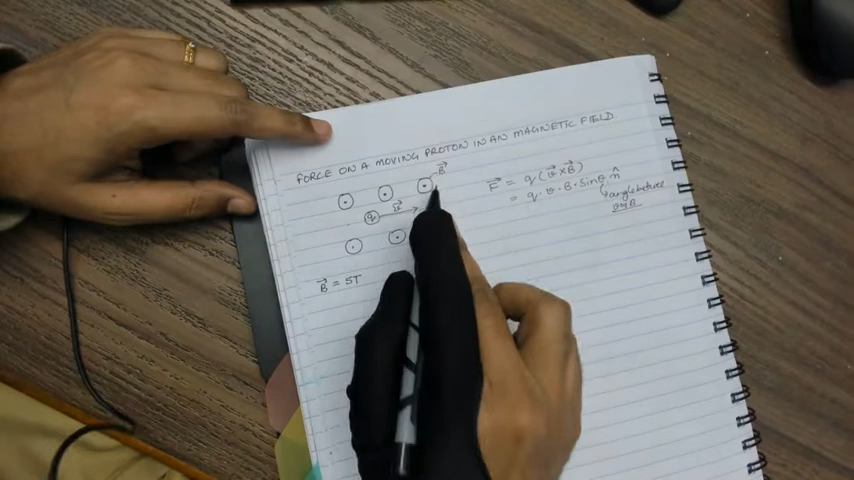 FORCE ON A MOVING PROTON IN AN MAGNETIC FIELD
B⃗
v⃗
q
F⃗ = q(v⃗ × B⃗)
= q · v · B · Sinθ n̂
angle between
v & B
B⃗ = 5T